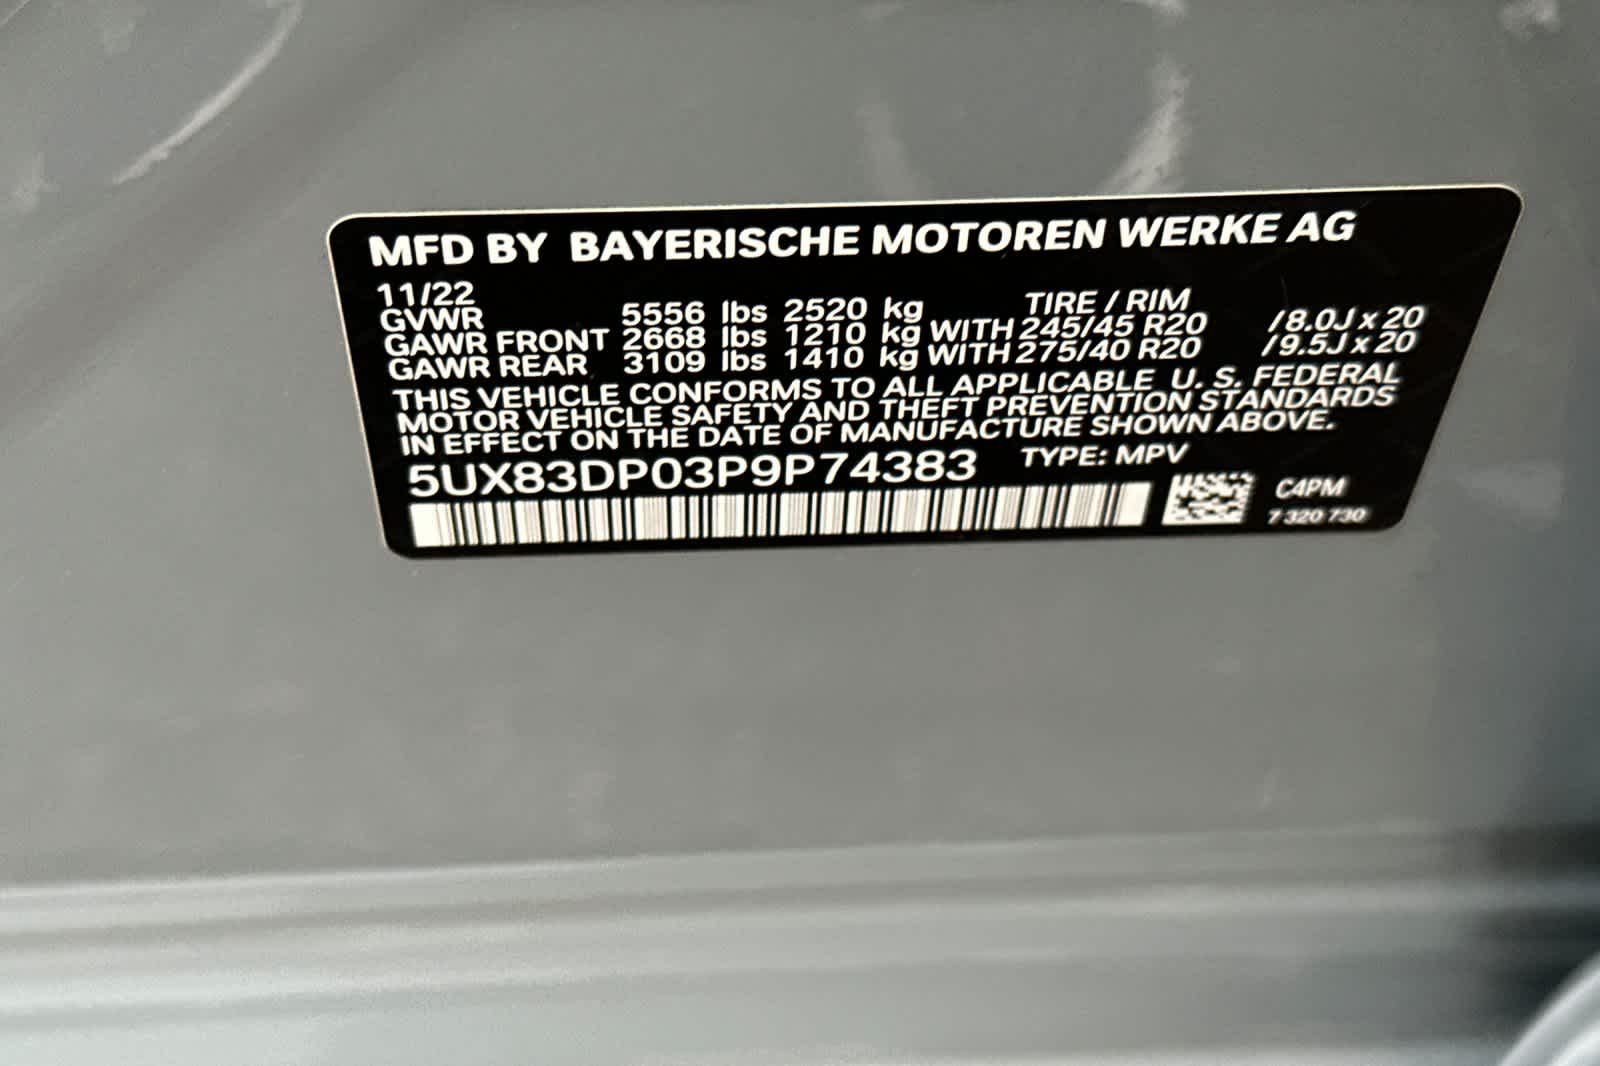 MFD BY BAYERISCHE MOTOREN WERKE AG
11/22
GVWR 5556 lbs 2520 kg TIRE / RIM
GAWR FRONT 2668 lbs 1210 kg WITH 245/45 R20 /8.0J x 20
GAWR REAR 3109 lbs 1410 kg WITH 275/40 R20 /9.5J x 20
THIS VEHICLE CONFORMS TO ALL APPLICABLE U. S. FEDERAL
MOTOR VEHICLE SAFETY AND THEFT PREVENTION STANDARDS
IN EFFECT ON THE DATE OF MANUFACTURE SHOWN ABOVE.
5UX83DP03P9P74383 TYPE: MPV
C4PM
7 320 730